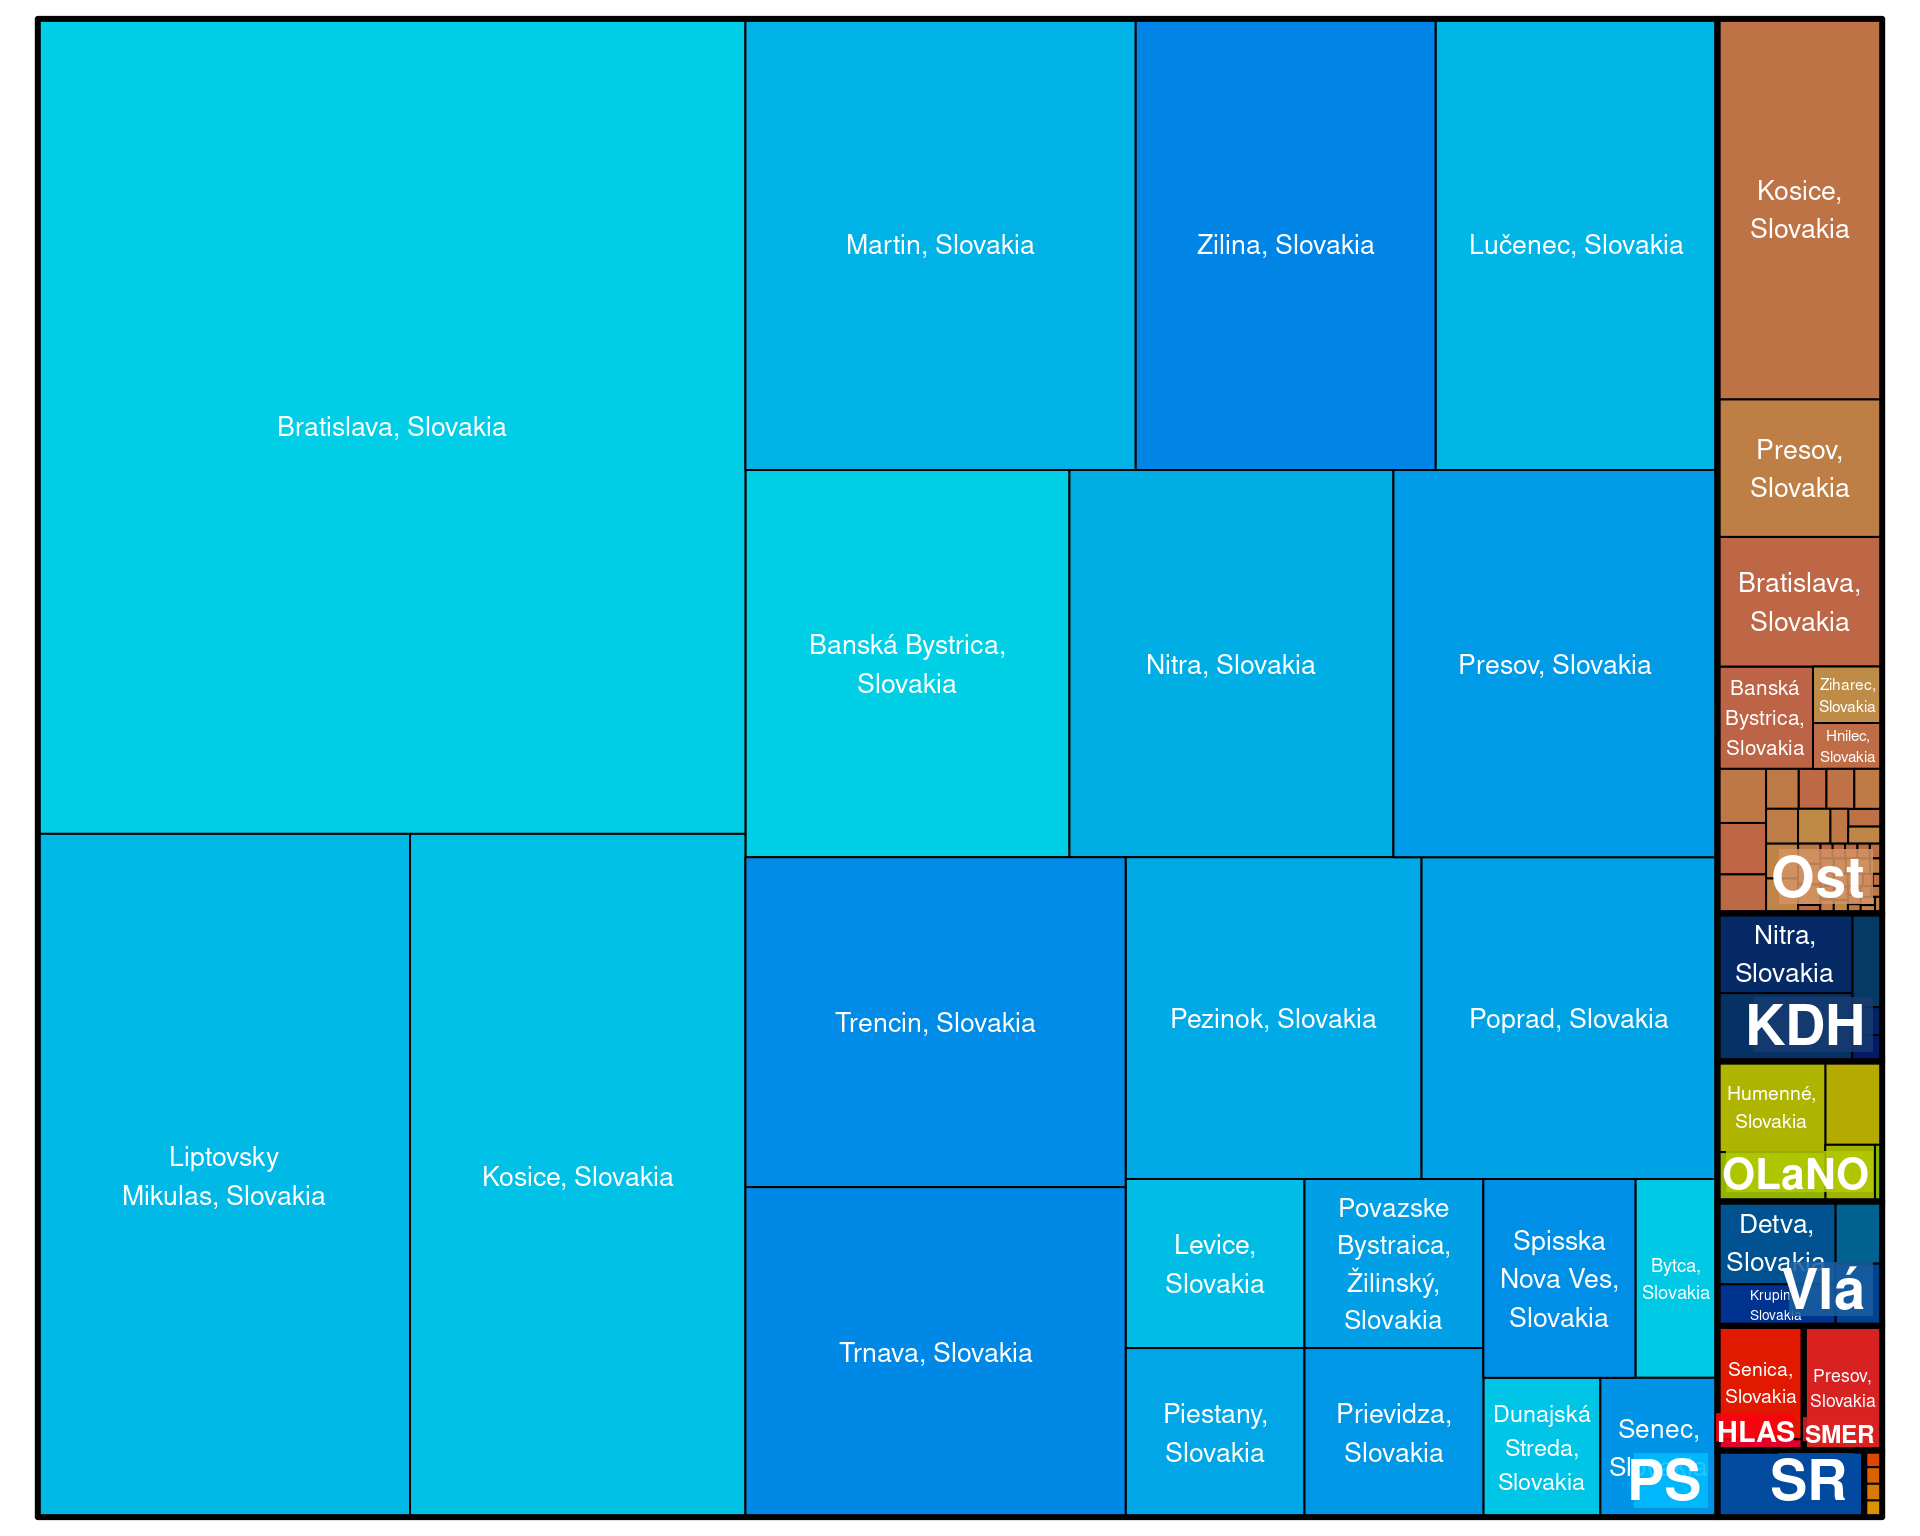 Bratislava, Slovakia
Martin, Slovakia
Zilina, Slovakia
Lučenec, Slovakia
Banská Bystrica,
Slovakia
Nitra, Slovakia
Presov, Slovakia
Liptovsky
Mikulas, Slovakia
Kosice, Slovakia
Trencin, Slovakia
Pezinok, Slovakia
Poprad, Slovakia
Trnava, Slovakia
Levice,
Slovakia
Povazske
Bystraica,
Žilinský,
Slovakia
Spisska
Nova Ves,
Slovakia
Bytca,
Slovakia
Piestany,
Slovakia
Prievidza,
Slovakia
Dunajská
Streda,
Slovakia
Senec,
PS
Kosice,
Slovakia
Presov,
Slovakia
Bratislava,
Slovakia
Banská
Bystrica,
Slovakia
Ziharec,
Slovakia
Hnilec,
Slovakia
Ost
Nitra,
Slovakia
KDH
Humenné,
Slovakia
OLaNO
Detva,
Slovakia
Slovakia
Vlá
Senica,
Slovakia
HLAS
Presov,
Slovakia
SMER
SR